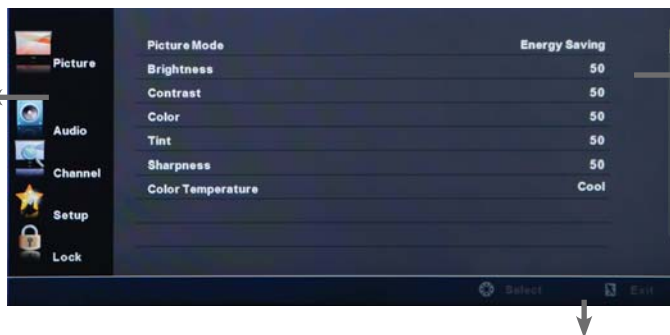 Picture
Audio
Channel
Setup
Lock
Picture Mode Energy Saving
Brightness 50
Contrast 50
Color 50
Tint 50
Sharpness 50
Color Temperature Cool
Select Exit